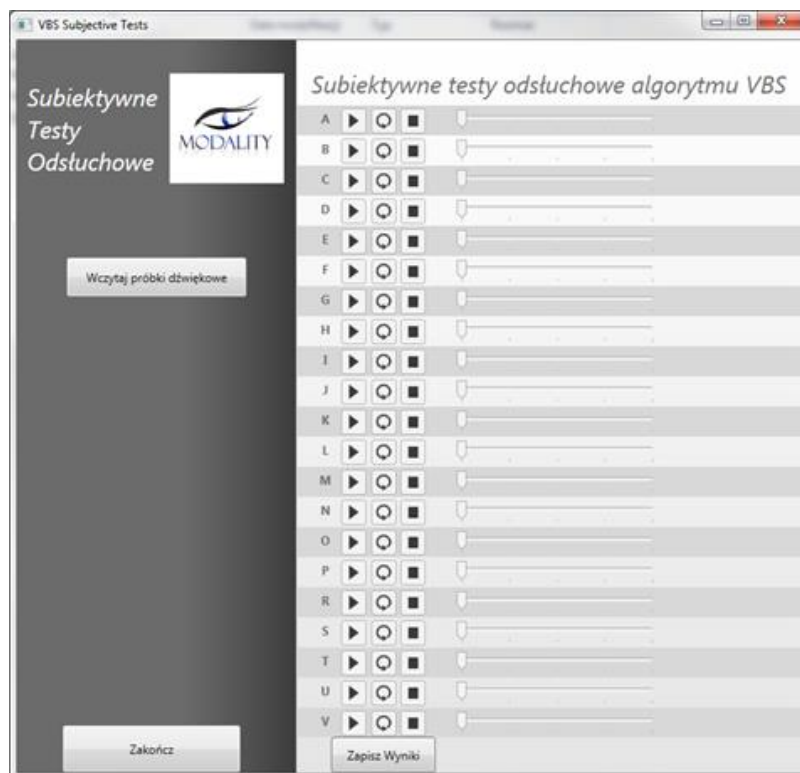 VBS Subjective Tests
Subiektywne
Testy
Odsłuchowe
MODALITY
Wczytaj próbki dźwiękowe
Zakończ
Subiektywne testy odsłuchowe algorytmu VBS
A
B
C
D
E
F
G
H
I
J
K
L
M
N
O
P
R
S
T
U
V
Zapisz Wyniki